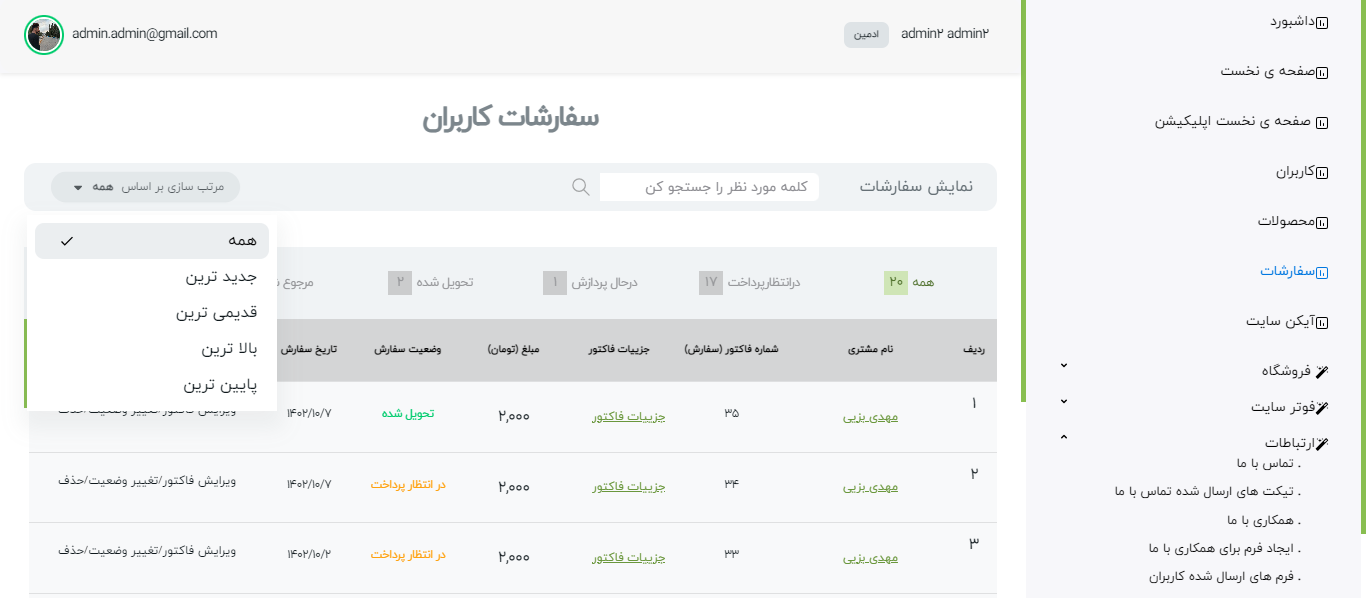 داشبورد
صفحه ی نخست
صفحه ی نخست اپلیکیشن
کاربران
محصولات
سفارشات
آیکن سایت
فروشگاه
فوتر سایت
ارتباطات
. تماس با ما
. تیکت های ارسال شده تماس با ما
. همکاری با ما
. ایجاد فرم برای همکاری با ما
. فرم های ارسال شده کاربران
admin۲ admin۲ ادمین admin.admin@gmail.com
سفارشات کاربران
نمایش سفارشات کلمه مورد نظر را جستجو کن مرتب سازی بر اساس همه
همه
جدید ترین
قدیمی ترین
بالا ترین
پایین ترین
همه ۲۰ درانتظارپرداخت ۱۷ درحال پردازش ۱ تحویل شده ۲ مرجوع
ردیف نام مشتری شماره فاکتور (سفارش) جزییات فاکتور مبلغ (تومان) وضعیت سفارش تاریخ سفارش
۱ مهدی بزیی ۳۵ جزییات فاکتور ۲,۰۰۰ تحویل شده ۱۴۰۲/۱۰/۷ ویرایش فاکتور/تغییر وضعیت/حذف
۲ مهدی بزیی ۳۴ جزییات فاکتور ۲,۰۰۰ در انتظار پرداخت ۱۴۰۲/۱۰/۷ ویرایش فاکتور/تغییر وضعیت/حذف
۳ مهدی بزیی ۳۳ جزییات فاکتور ۲,۰۰۰ در انتظار پرداخت ۱۴۰۲/۱۰/۲ ویرایش فاکتور/تغییر وضعیت/حذف